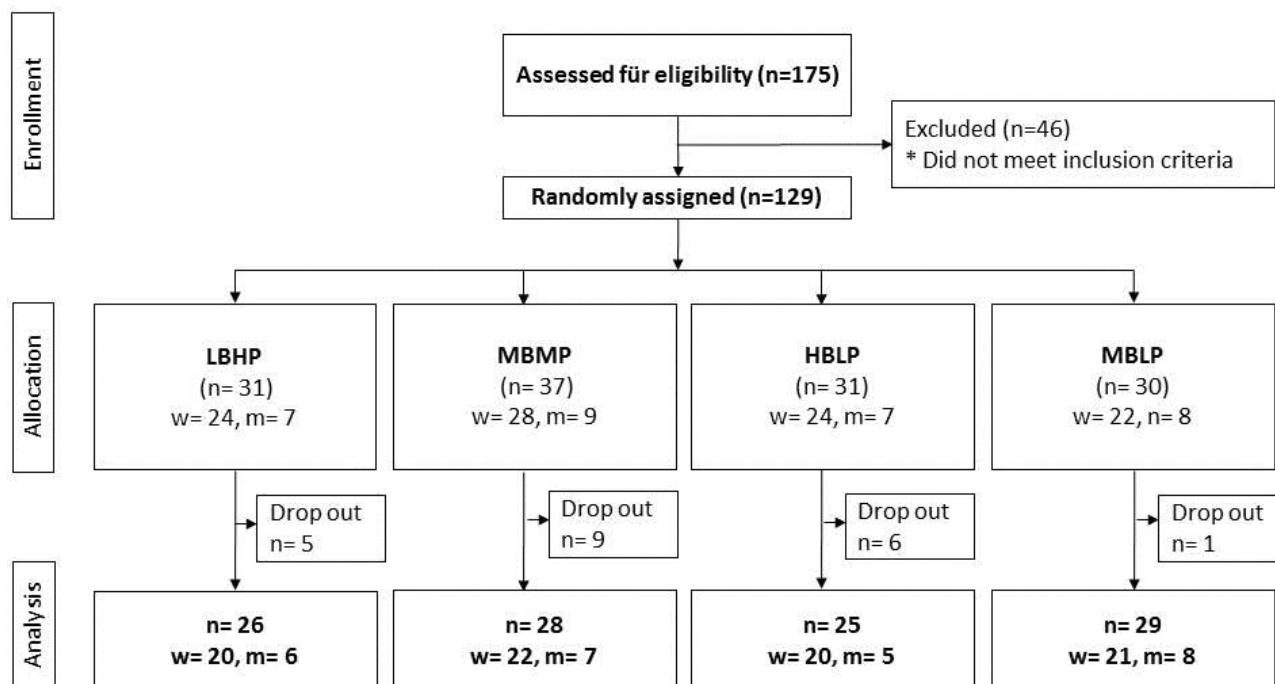 Enrollment
Assessed für eligibility (n=175)
Excluded (n=46)
* Did not meet inclusion criteria
Randomly assigned (n=129)
Allocation
LBHP
(n= 31)
w= 24, m= 7
MBMP
(n= 37)
w= 28, m= 9
HBLP
(n= 31)
w= 24, m= 7
MBLP
(n= 30)
w= 22, n= 8
Drop out
n= 5
Drop out
n= 9
Drop out
n= 6
Drop out
n= 1
Analysis
n= 26
w= 20, m= 6
n= 28
w= 22, m= 7
n= 25
w= 20, m= 5
n= 29
w= 21, m= 8